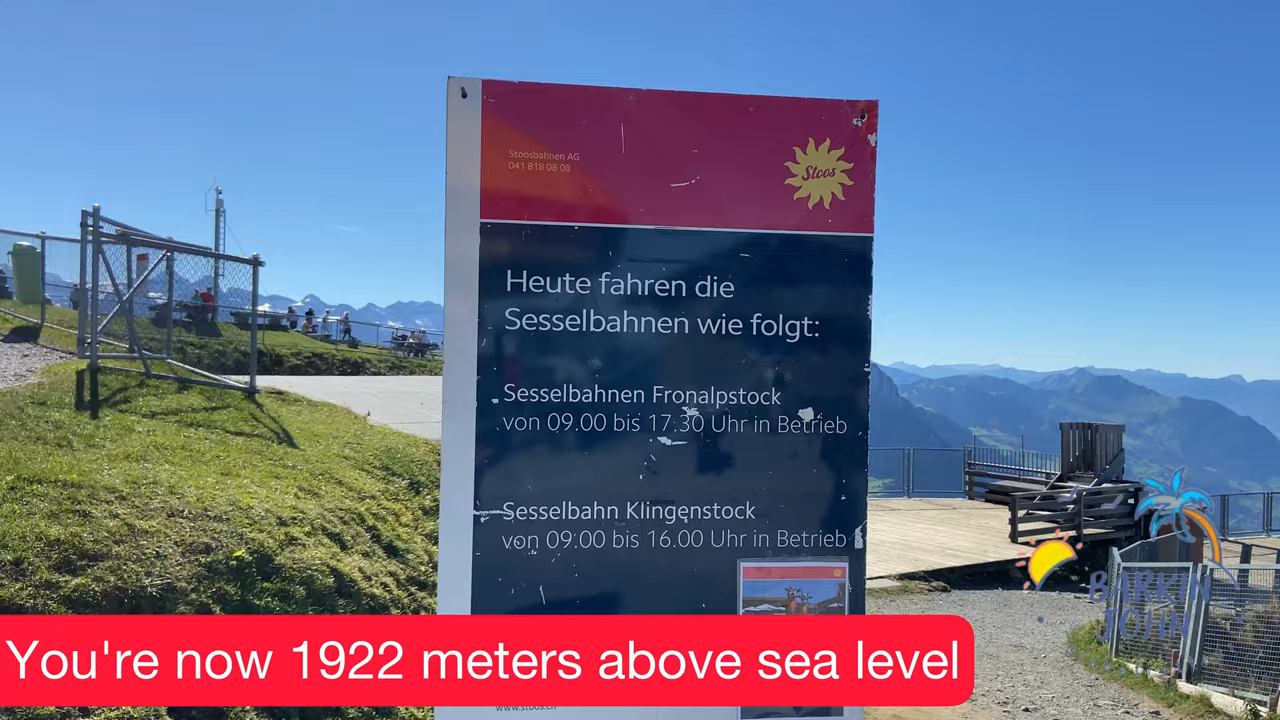 Stoosbahnen AG
041 818 08 08
Stoos
Heute fahren die
Sesselbahnen wie folgt:
Sesselbahnen Fronalpstock
von 09.00 bis 17.30 Uhr in Betrieb
Sesselbahn Klingenstock
von 09.00 bis 16.00 Uhr in Betrieb
BARKIN
JOHN
You're now 1922 meters above sea level
www.stoos.ch